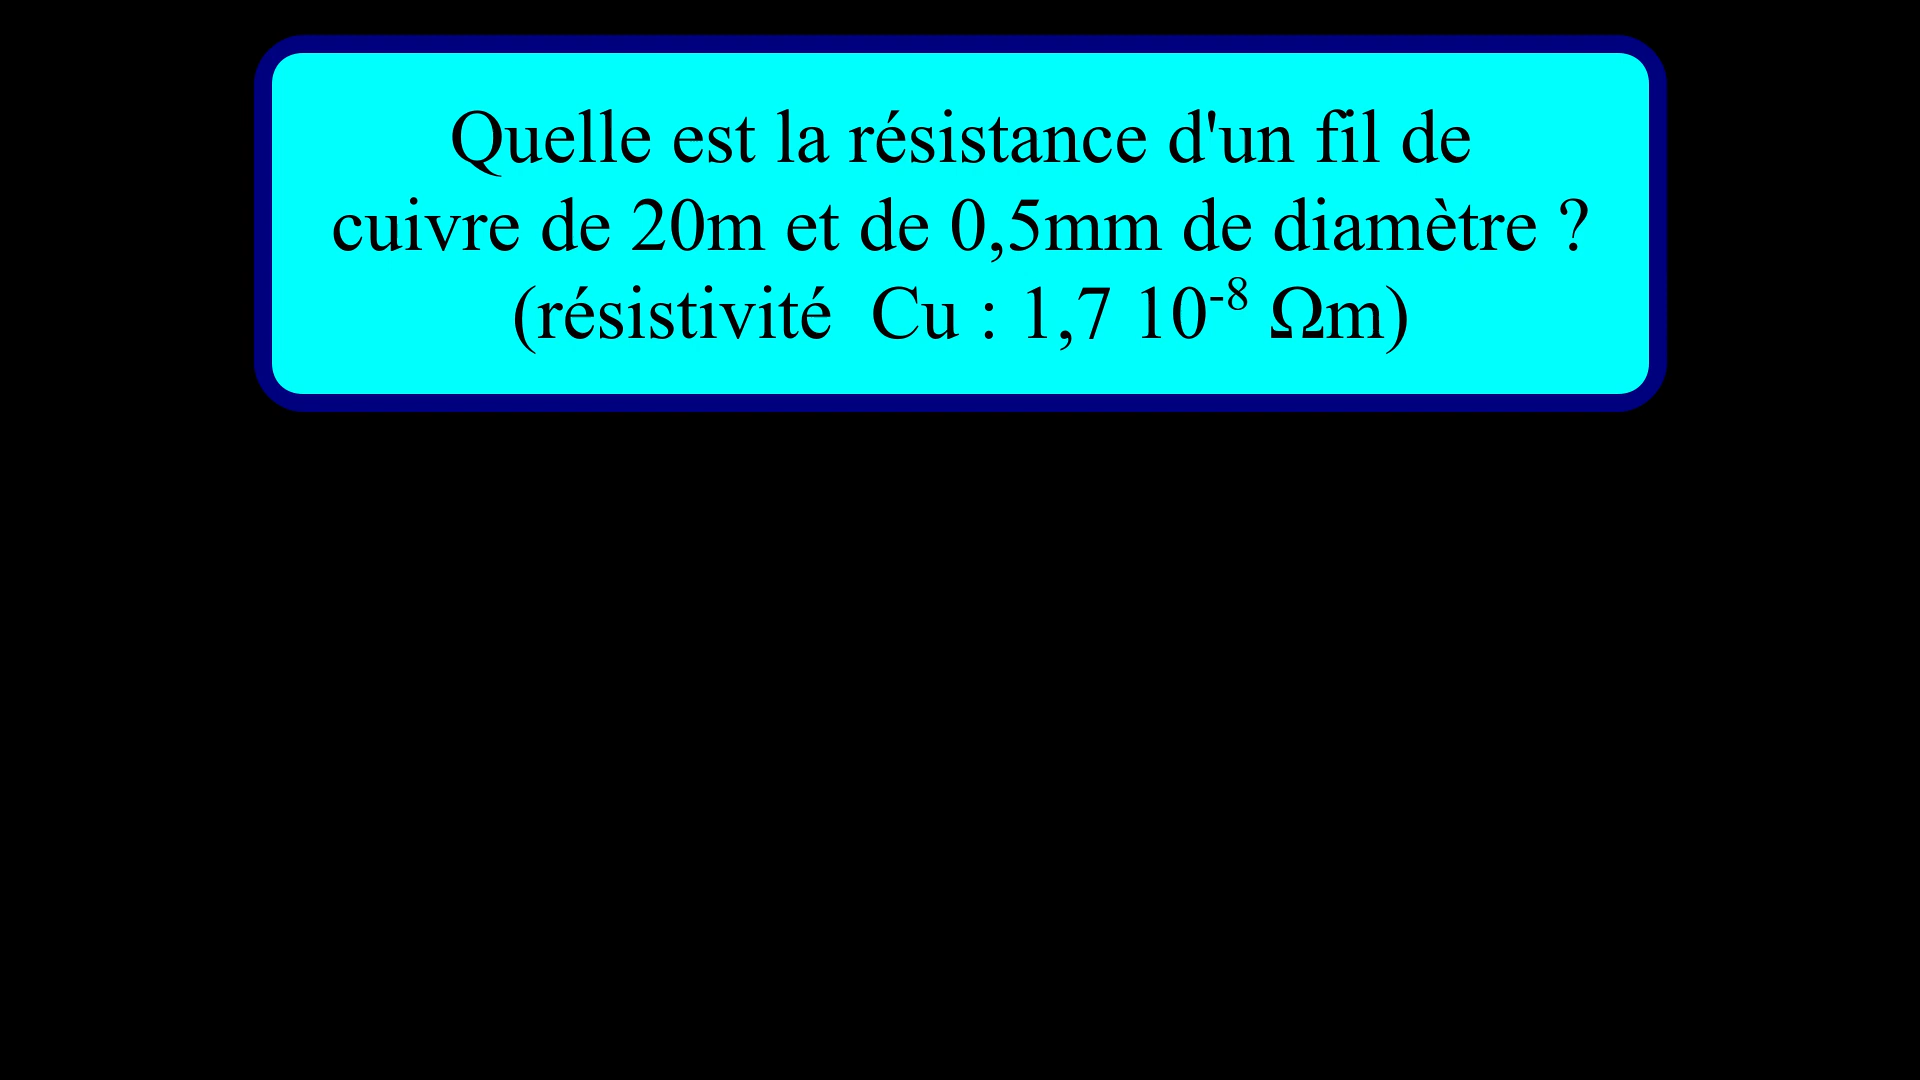 Quelle est la résistance d'un fil de
cuivre de 20m et de 0,5mm de diamètre ?
(résistivité  Cu : 1,7 10⁻⁸ Ωm)